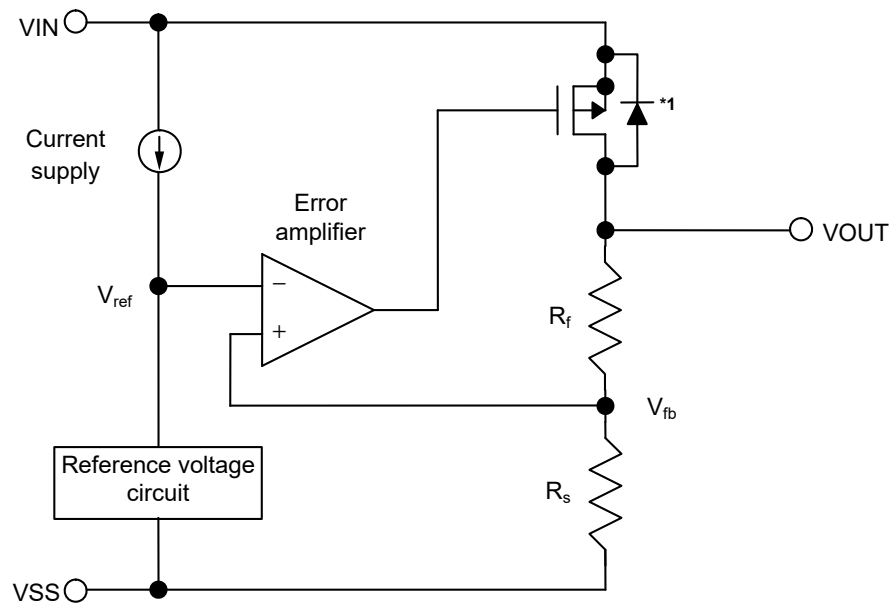 VIN
*1
Current
supply
Error
amplifier
VOUT
Vref
−
+
Rf
Vfb
Reference voltage
circuit
Rs
VSS